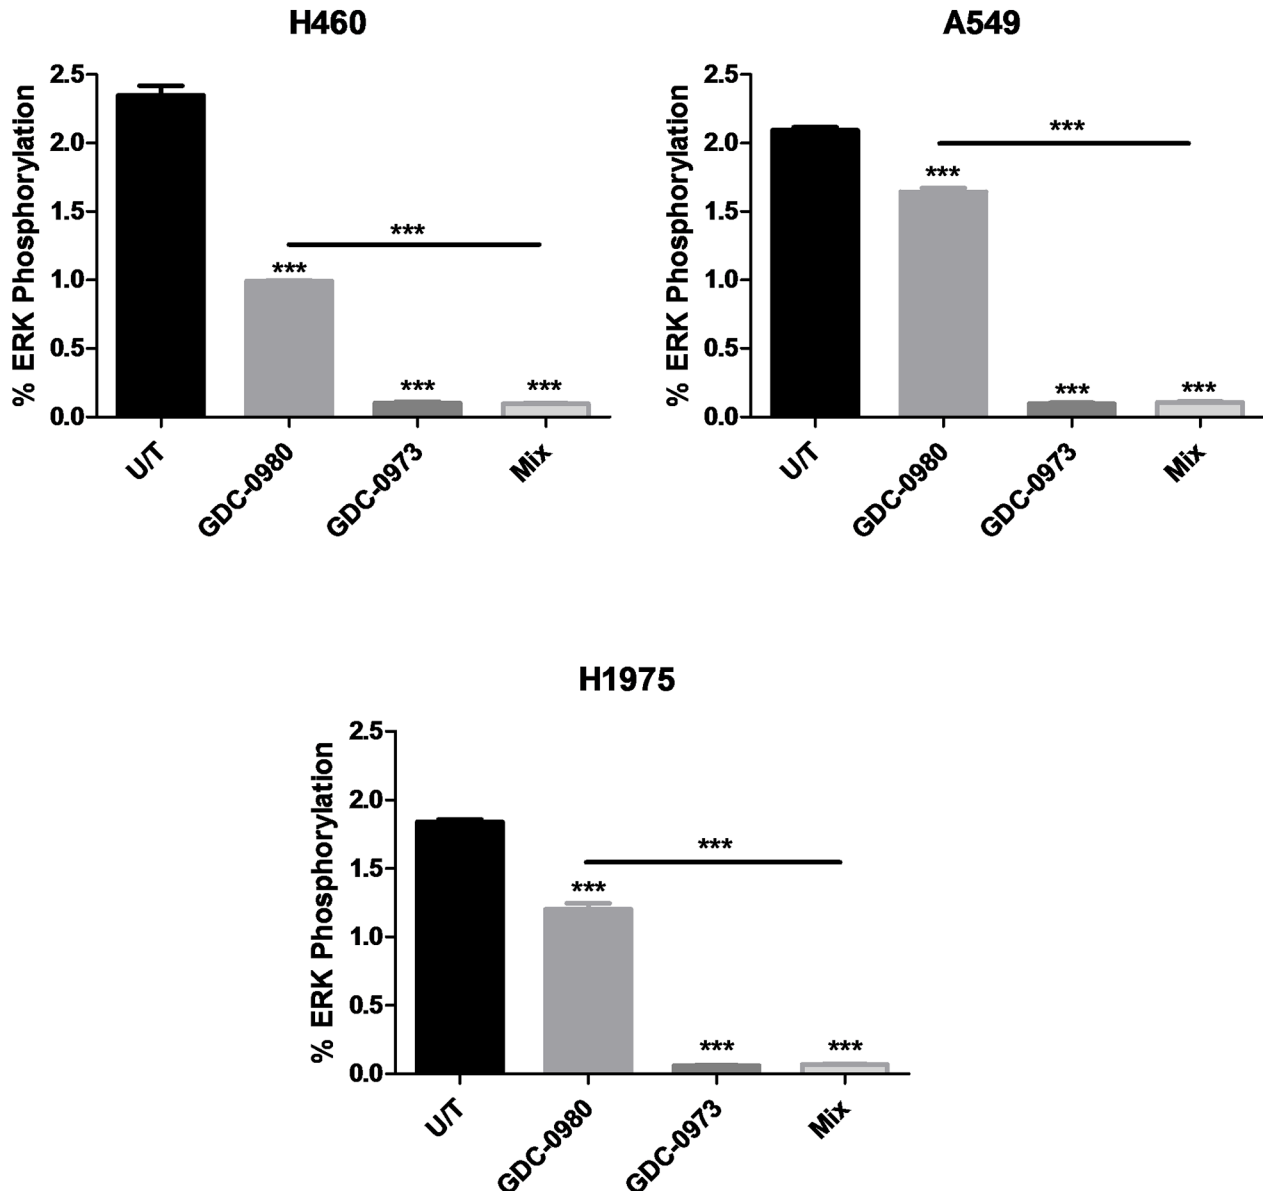 H460
% ERK Phosphorylation
2.5
2.0
1.5
1.0
0.5
0.0
***
***
***
***
U/T
GDC-0980
GDC-0973
Mix
A549
% ERK Phosphorylation
2.5
2.0
1.5
1.0
0.5
0.0
***
***
***
***
U/T
GDC-0980
GDC-0973
Mix
H1975
% ERK Phosphorylation
2.5
2.0
1.5
1.0
0.5
0.0
***
***
***
***
U/T
GDC-0980
GDC-0973
Mix